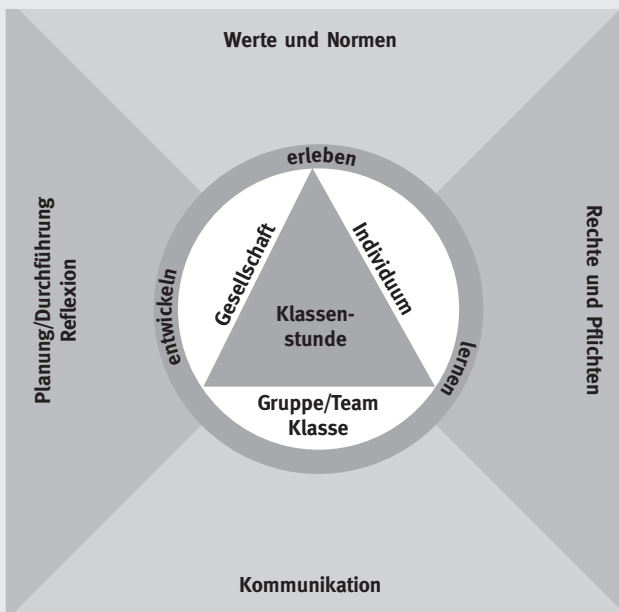 Werte und Normen
erleben
Gesellschaft
Individuum
entwickeln
lernen
Klassen-
stunde
Gruppe/Team
Klasse
Planung/Durchführung
Reflexion
Rechte und Pflichten
Kommunikation